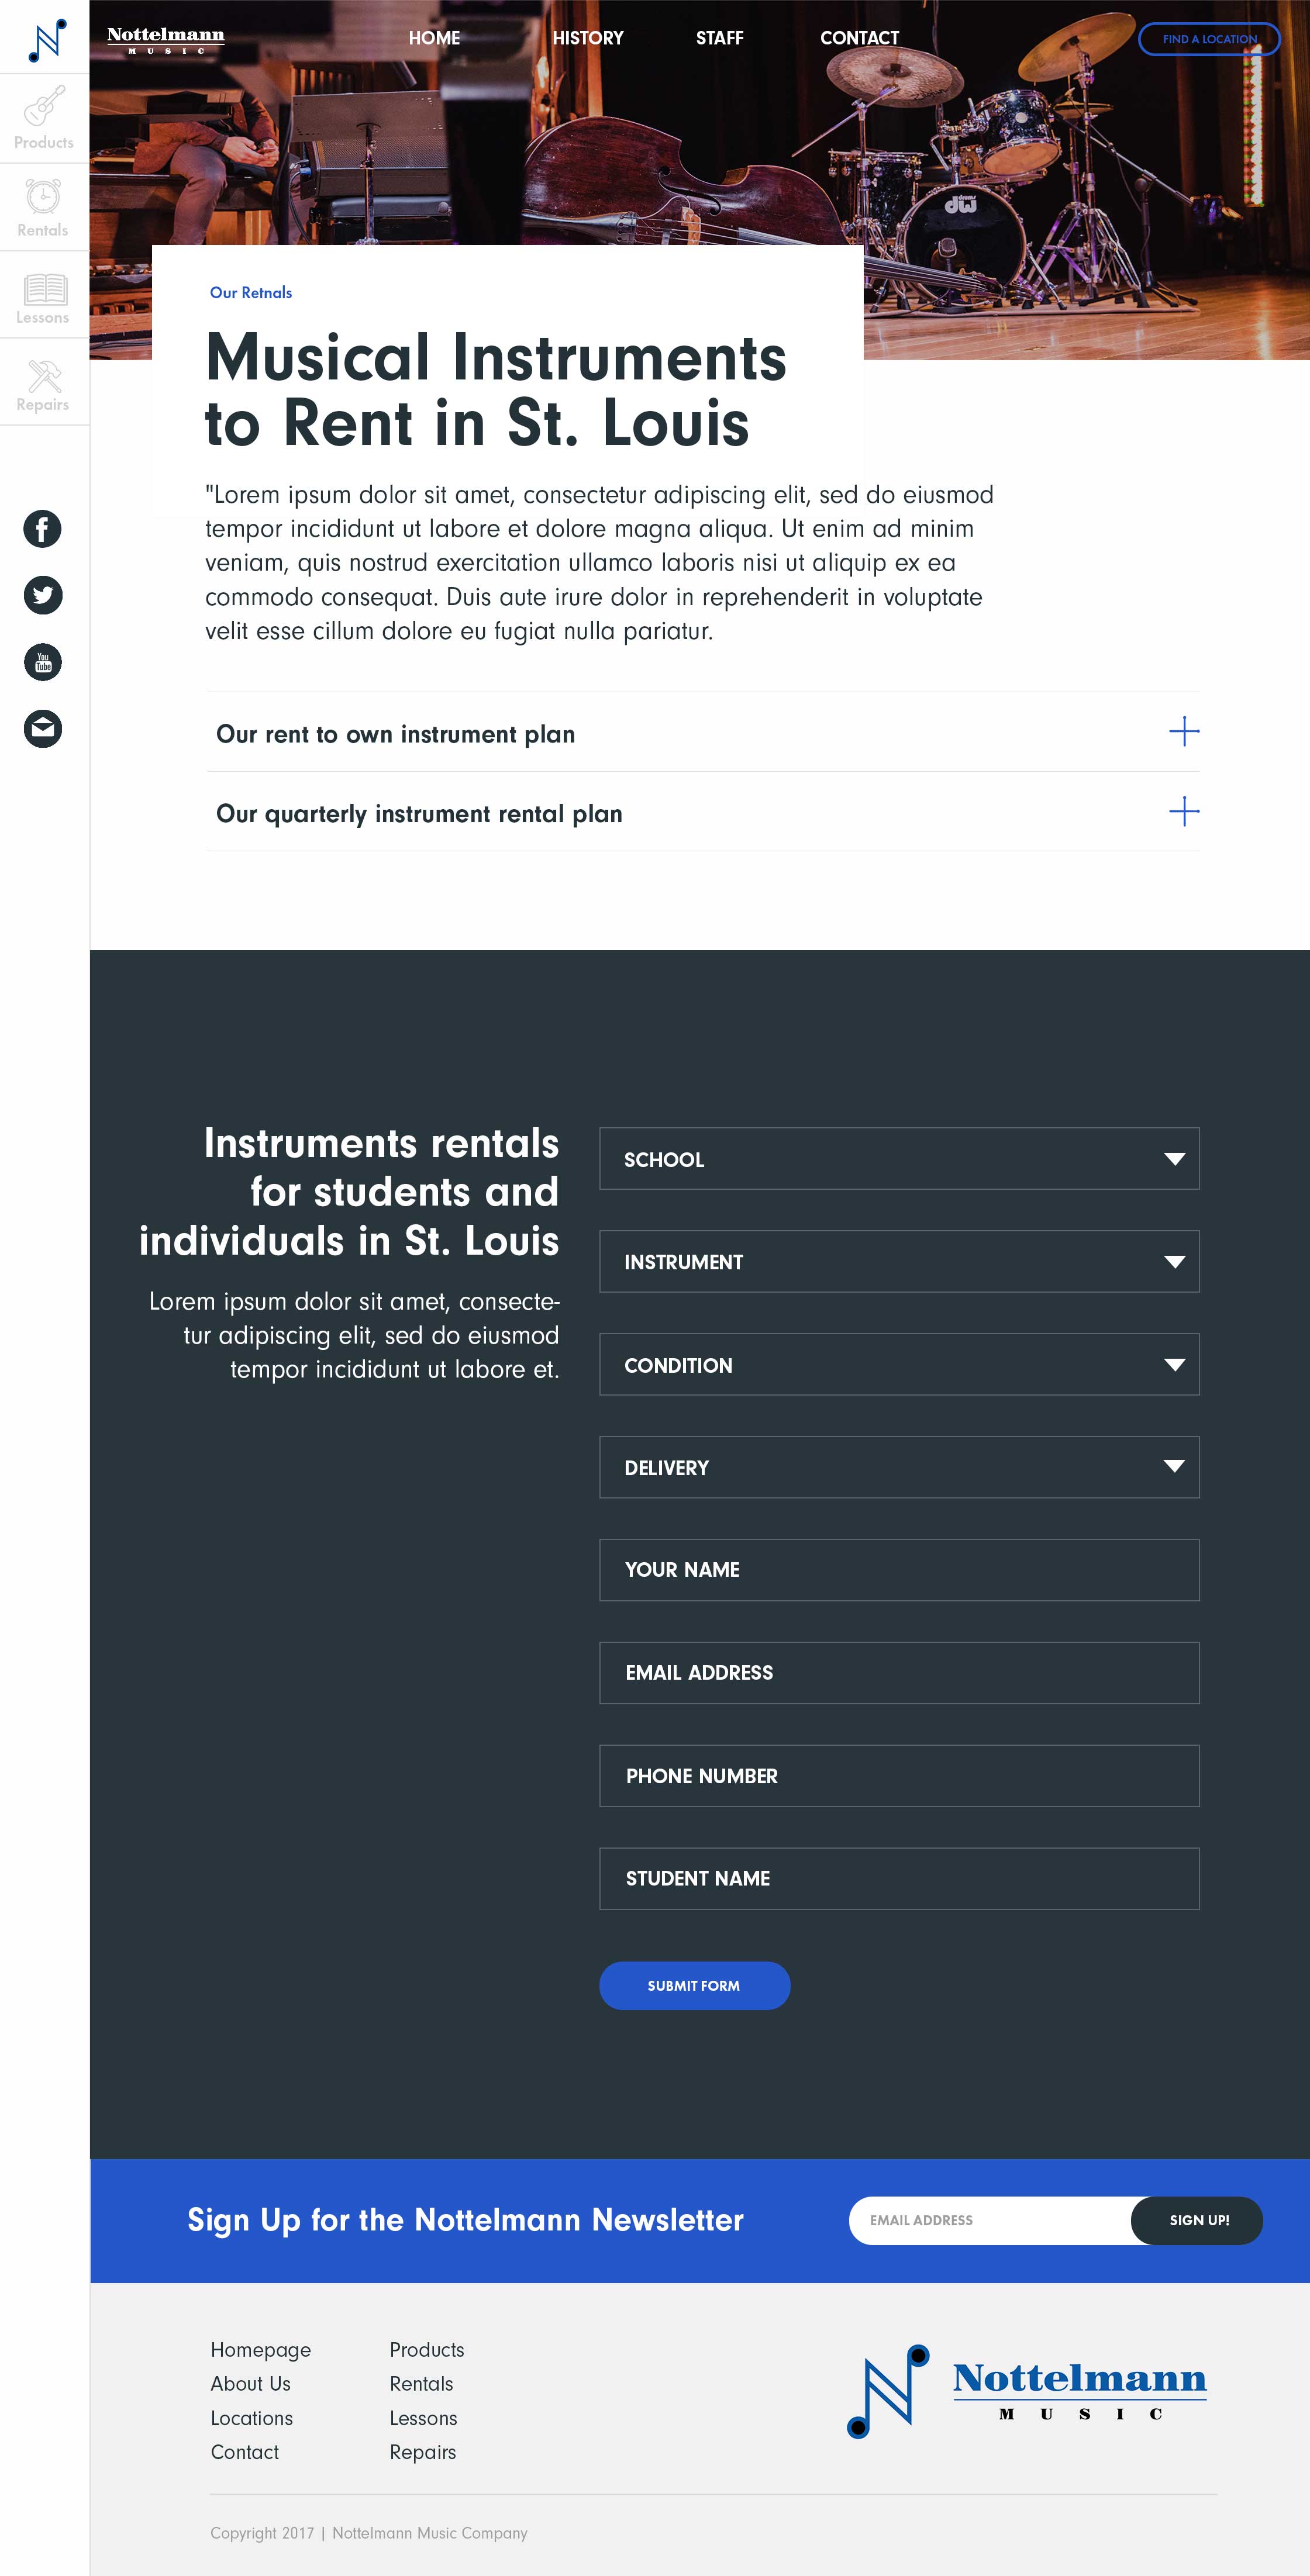 Nottelmann
MUSIC
HOME
HISTORY
STAFF
CONTACT
FIND A LOCATION
Products
Rentals
Lessons
Repairs
You
Tube
dw
Our Retnals
Musical Instruments
to Rent in St. Louis
"Lorem ipsum dolor sit amet, consectetur adipiscing elit, sed do eiusmod
tempor incididunt ut labore et dolore magna aliqua. Ut enim ad minim
veniam, quis nostrud exercitation ullamco laboris nisi ut aliquip ex ea
commodo consequat. Duis aute irure dolor in reprehenderit in voluptate
velit esse cillum dolore eu fugiat nulla pariatur.
Our rent to own instrument plan
Our quarterly instrument rental plan
Instruments rentals
for students and
individuals in St. Louis
Lorem ipsum dolor sit amet, consecte-
tur adipiscing elit, sed do eiusmod
tempor incididunt ut labore et.
SCHOOL
INSTRUMENT
CONDITION
DELIVERY
YOUR NAME
EMAIL ADDRESS
PHONE NUMBER
STUDENT NAME
SUBMIT FORM
Sign Up for the Nottelmann Newsletter
EMAIL ADDRESS
SIGN UP!
Homepage
About Us
Locations
Contact
Products
Rentals
Lessons
Repairs
Nottelmann
MUSIC
Copyright 2017 | Nottelmann Music Company